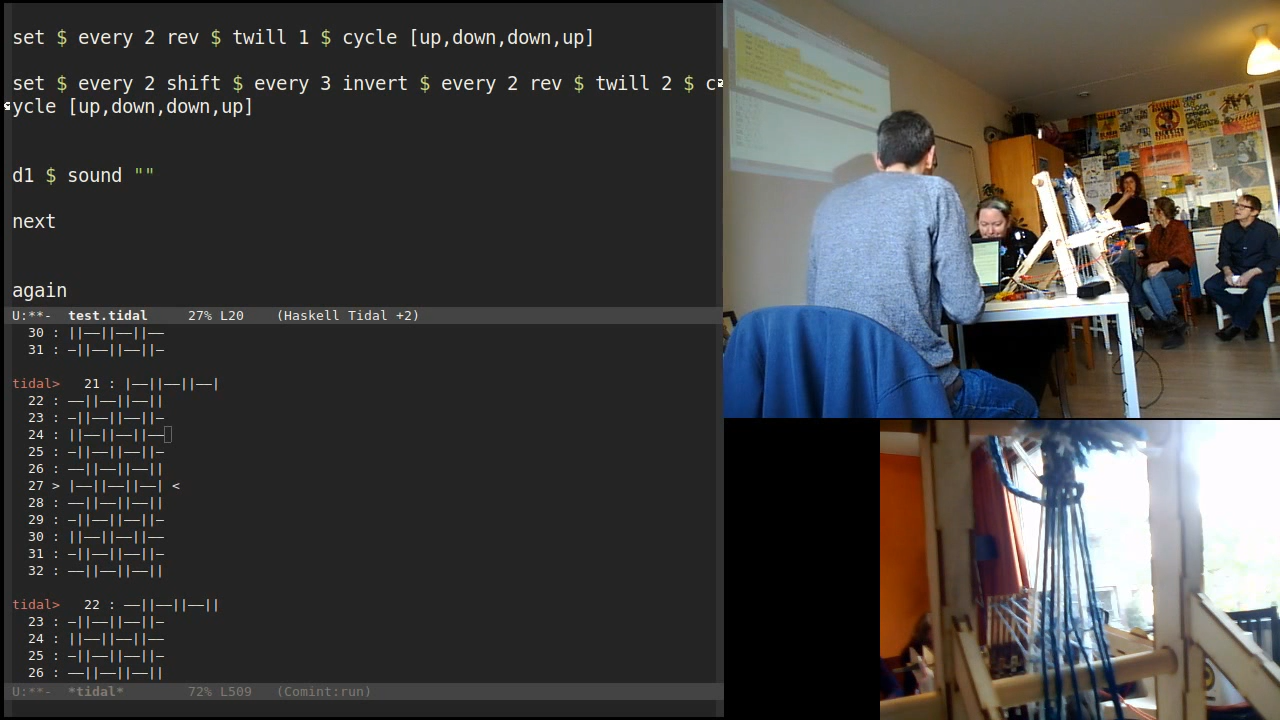 set $ every 2 rev $ twill 1 $ cycle [up,down,down,up]
set $ every 2 shift $ every 3 invert $ every 2 rev $ twill 2 $ c
ycle [up,down,down,up]
d1 $ sound ""
next
again
U:**-  test.tidal     27% L20    (Haskell Tidal +2)
30 : ||——||——||——
31 : —||——||——||—
tidal>   21 : |——||——||——|
22 : ——||——||——||
23 : —||——||——||—
24 : ||——||——||——
25 : —||——||——||—
26 : ——||——||——||
27 > |——||——||——| <
28 : ——||——||——||
29 : —||——||——||—
30 : ||——||——||——
31 : —||——||——||—
32 : ——||——||——||
tidal>   22 : ——||——||——||
23 : —||——||——||—
24 : ||——||——||——
25 : —||——||——||—
26 : ——||——||——||
U:**-  *tidal*        72% L509   (Comint:run)